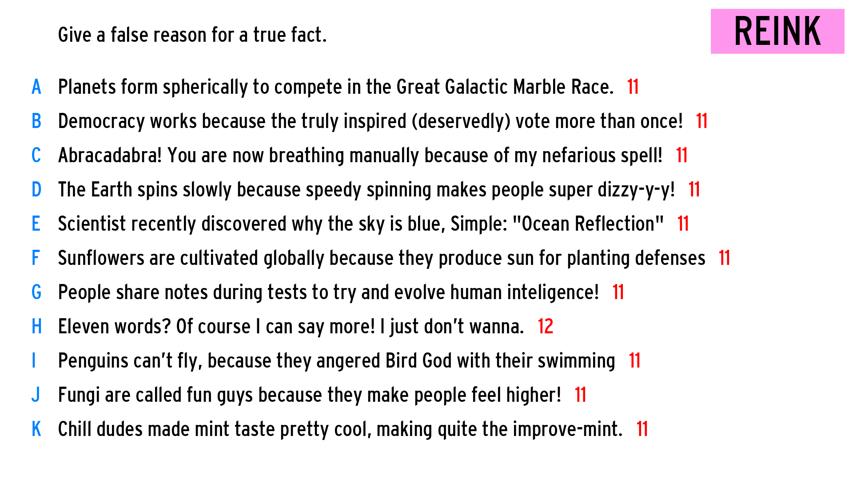 Give a false reason for a true fact.
REINK
A Planets form spherically to compete in the Great Galactic Marble Race. 11
B Democracy works because the truly inspired (deservedly) vote more than once! 11
C Abracadabra! You are now breathing manually because of my nefarious spell! 11
D The Earth spins slowly because speedy spinning makes people super dizzy-y-y! 11
E Scientist recently discovered why the sky is blue, Simple: "Ocean Reflection" 11
F Sunflowers are cultivated globally because they produce sun for planting defenses 11
G People share notes during tests to try and evolve human inteligence! 11
H Eleven words? Of course I can say more! I just don't wanna. 12
I Penguins can't fly, because they angered Bird God with their swimming 11
J Fungi are called fun guys because they make people feel higher! 11
K Chill dudes made mint taste pretty cool, making quite the improve-mint. 11